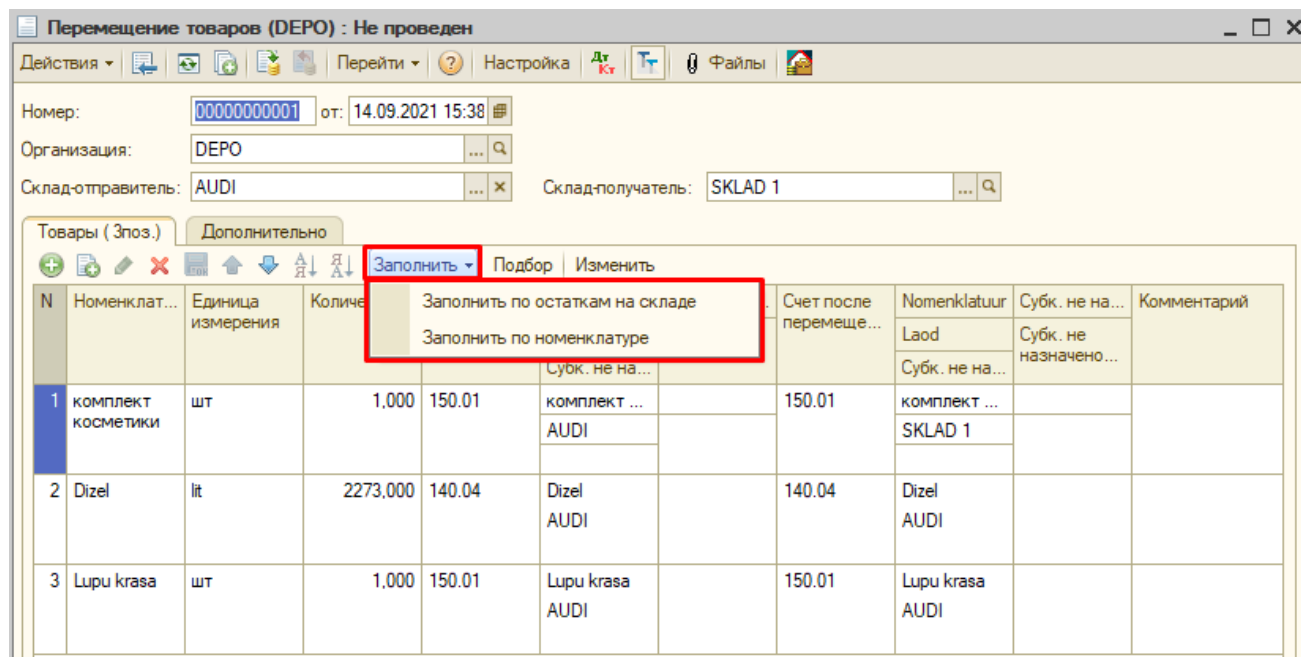 Перемещение товаров (DEPO) : Не проведен
Действия Перейти Настройка Дт Кт Тт Файлы
Номер: 00000000001 от: 14.09.2021 15:38
Организация: DEPO ...
Склад-отправитель: AUDI ... Склад-получатель: SKLAD 1 ...
Товары ( 3поз.) Дополнительно
Заполнить Подбор Изменить
Заполнить по остаткам на складе
Заполнить по номенклатуре
N Номенклат... Единица измерения Количе Счет после перемеще... Nomenklatuur Субк. не на... Комментарий
Laod Субк. не назначено...
Субк. не на... Субк. не на...
1 комплект косметики шт 1,000 150.01 комплект ... 150.01 комплект ...
AUDI SKLAD 1
2 Dizel lit 2273,000 140.04 Dizel 140.04 Dizel
AUDI AUDI
3 Lupu krasa шт 1,000 150.01 Lupu krasa 150.01 Lupu krasa
AUDI AUDI